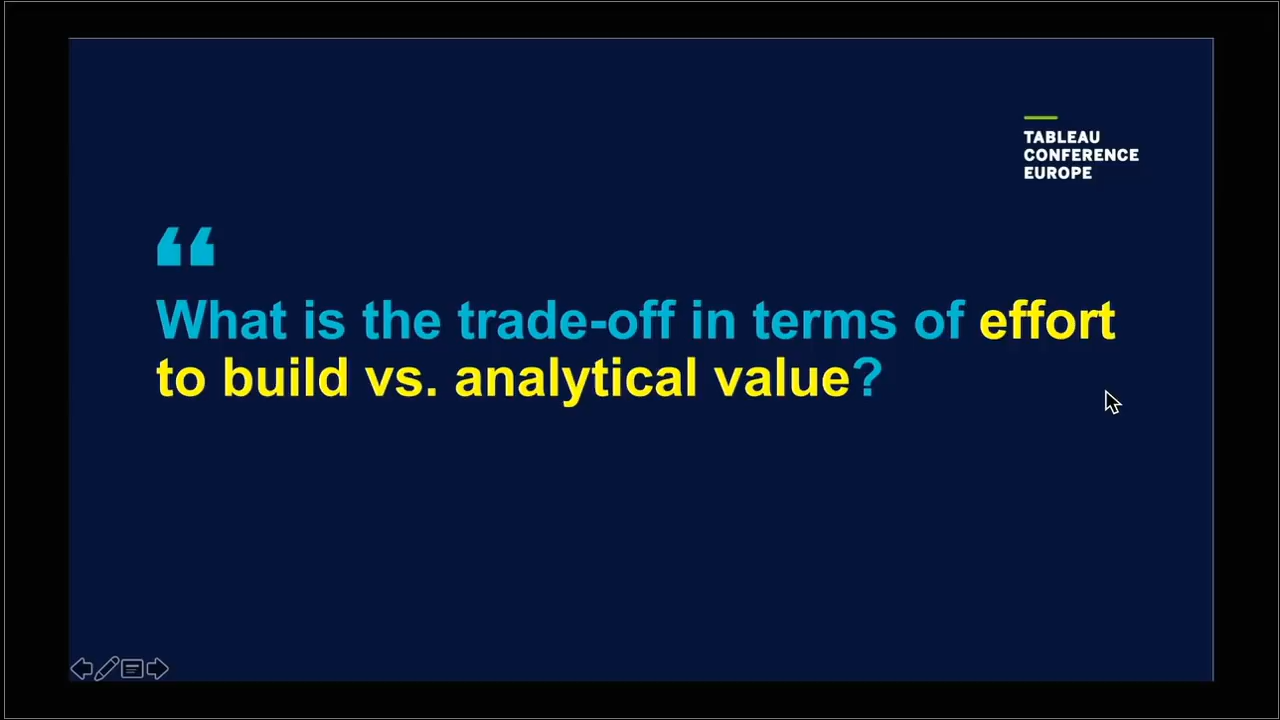 TABLEAU
CONFERENCE
EUROPE
“
What is the trade-off in terms of effort
to build vs. analytical value?